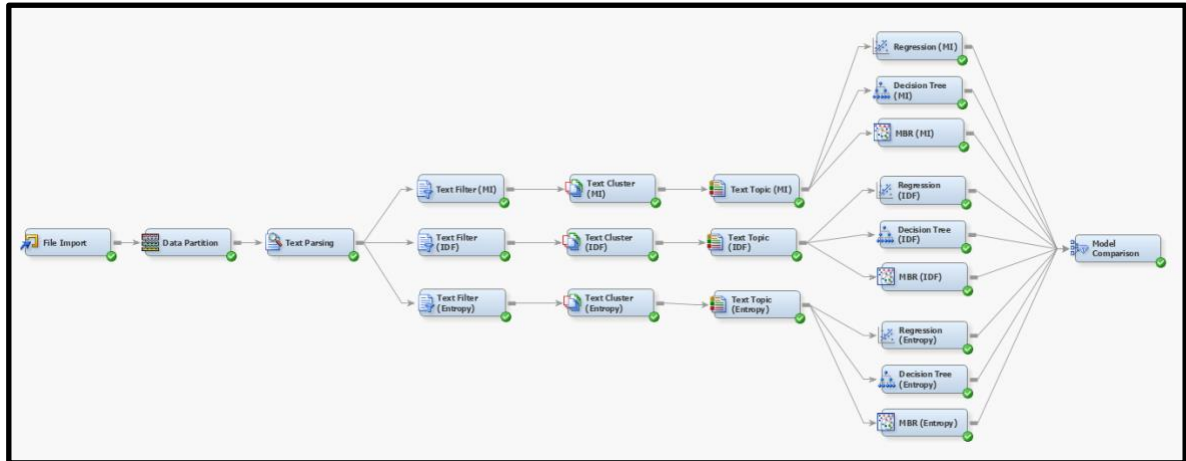 File Import
Data Partition
Text Parsing
Text Filter (MI)
Text Cluster
(MI)
Text Topic (MI)
Text Filter
(IDF)
Text Cluster
(IDF)
Text Topic
(IDF)
Text Filter
(Entropy)
Text Cluster
(Entropy)
Text Topic
(Entropy)
Regression (MI)
Decision Tree
(MI)
MBR (MI)
Regression
(IDF)
Decision Tree
(IDF)
MBR (IDF)
Regression
(Entropy)
Decision Tree
(Entropy)
MBR (Entropy)
Model
Comparison